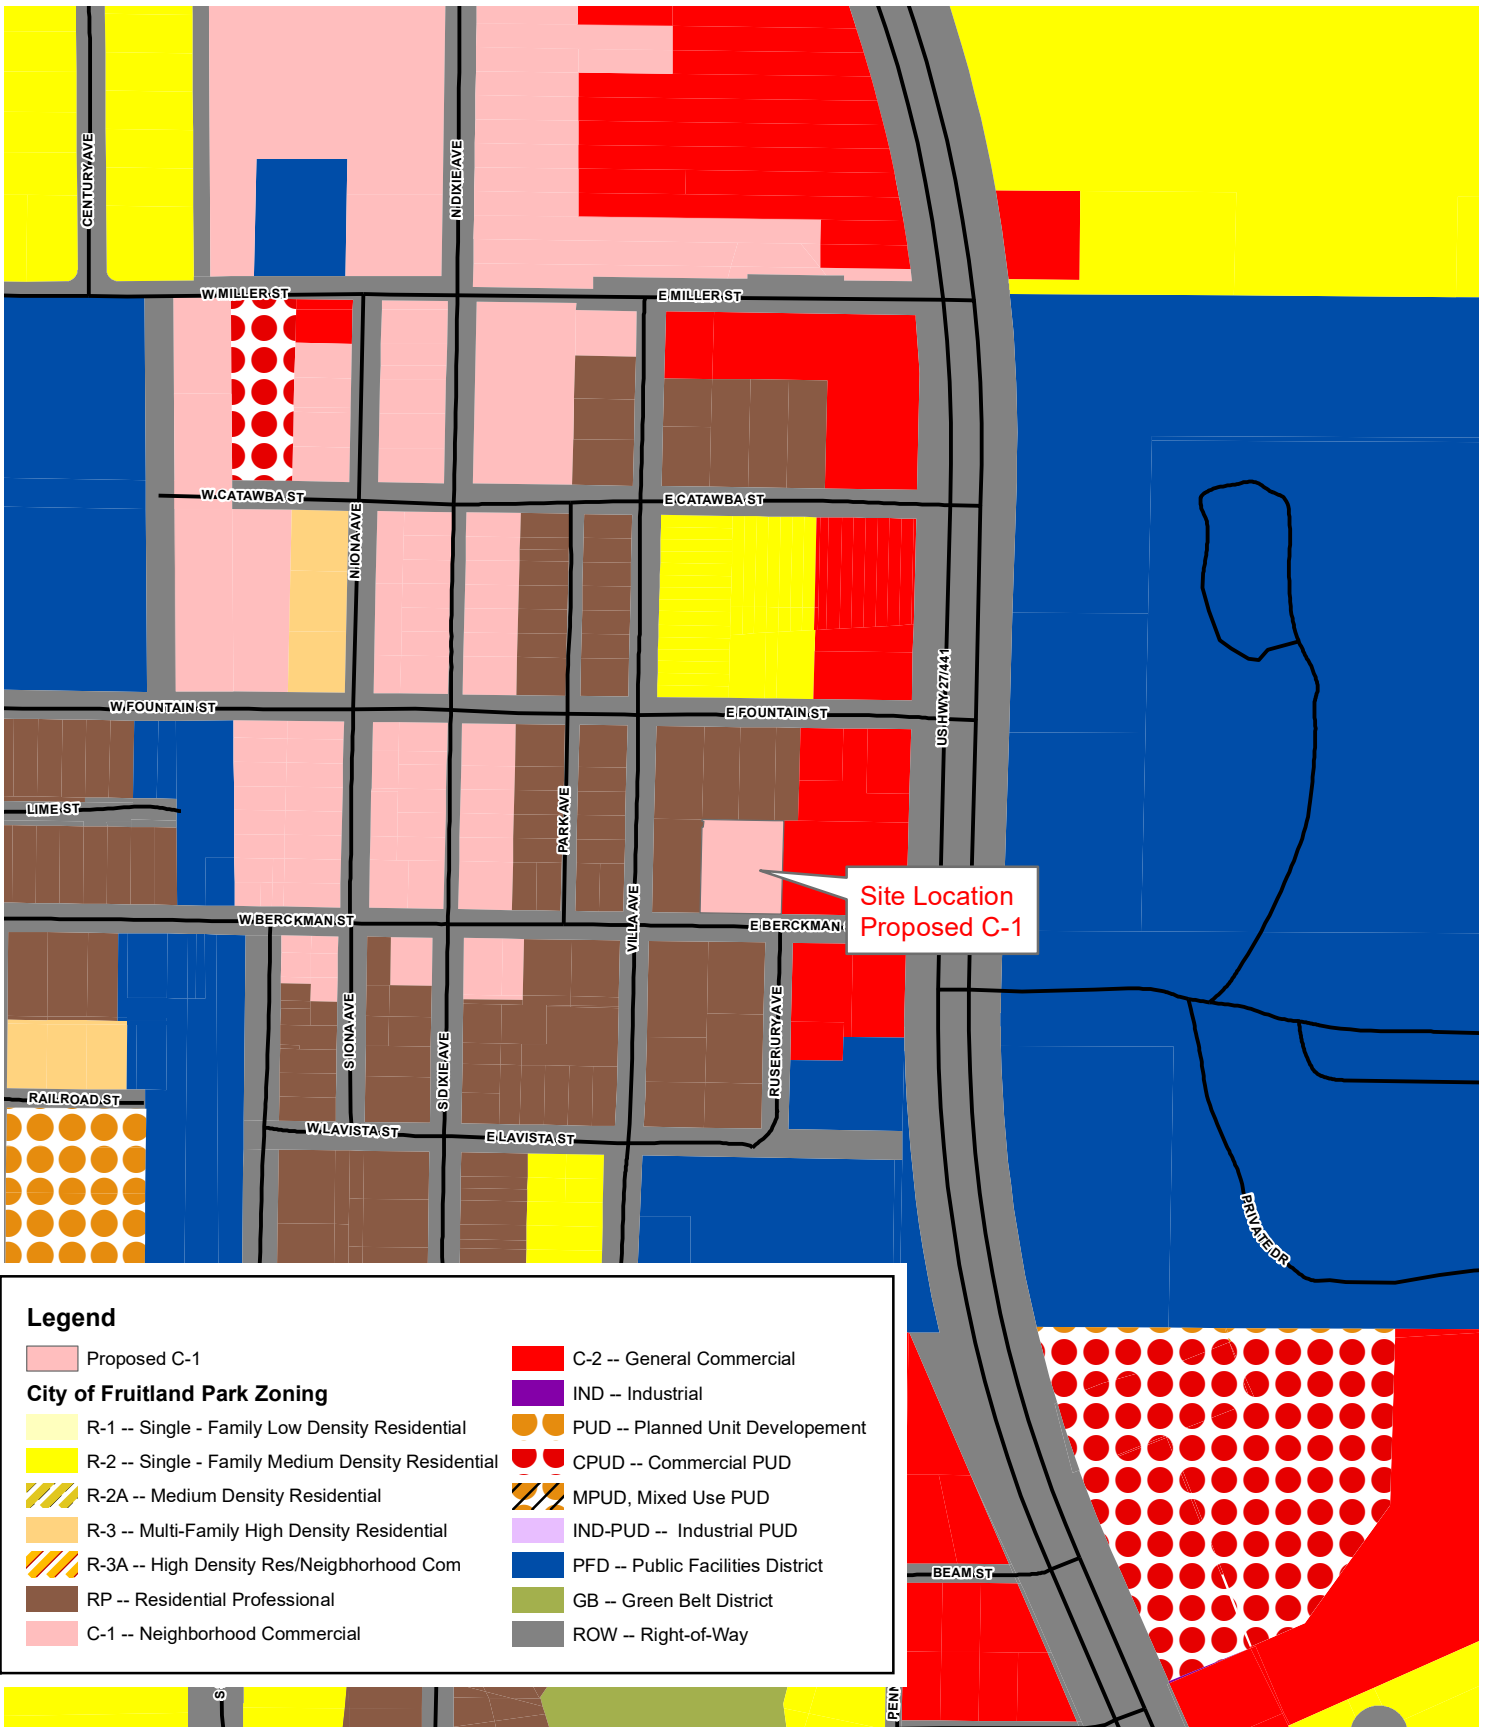 CENTURY AVE
N DIXIE AVE
W MILLER ST
E MILLER ST
W CATAWBA ST
E CATAWBA ST
N IONA AVE
US HWY 27/441
W FOUNTAIN ST
E FOUNTAIN ST
LIME ST
PARK AVE
VILLA AVE
Site Location
Proposed C-1
W BERCKMAN ST
E BERCKMAN
S IONA AVE
S DIXIE AVE
RUSERURY AVE
RAILROAD ST
W LAVISTA ST
E LAVISTA ST
PRIVATE DR
Legend
Proposed C-1
City of Fruitland Park Zoning
R-1 -- Single - Family Low Density Residential
R-2 -- Single - Family Medium Density Residential
R-2A -- Medium Density Residential
R-3 -- Multi-Family High Density Residential
R-3A -- High Density Res/Neigbhorhood Com
RP -- Residential Professional
C-1 -- Neighborhood Commercial
C-2 -- General Commercial
IND -- Industrial
PUD -- Planned Unit Developement
CPUD -- Commercial PUD
MPUD, Mixed Use PUD
IND-PUD -- Industrial PUD
PFD -- Public Facilities District
GB -- Green Belt District
ROW -- Right-of-Way
BEAM ST
S
PENN